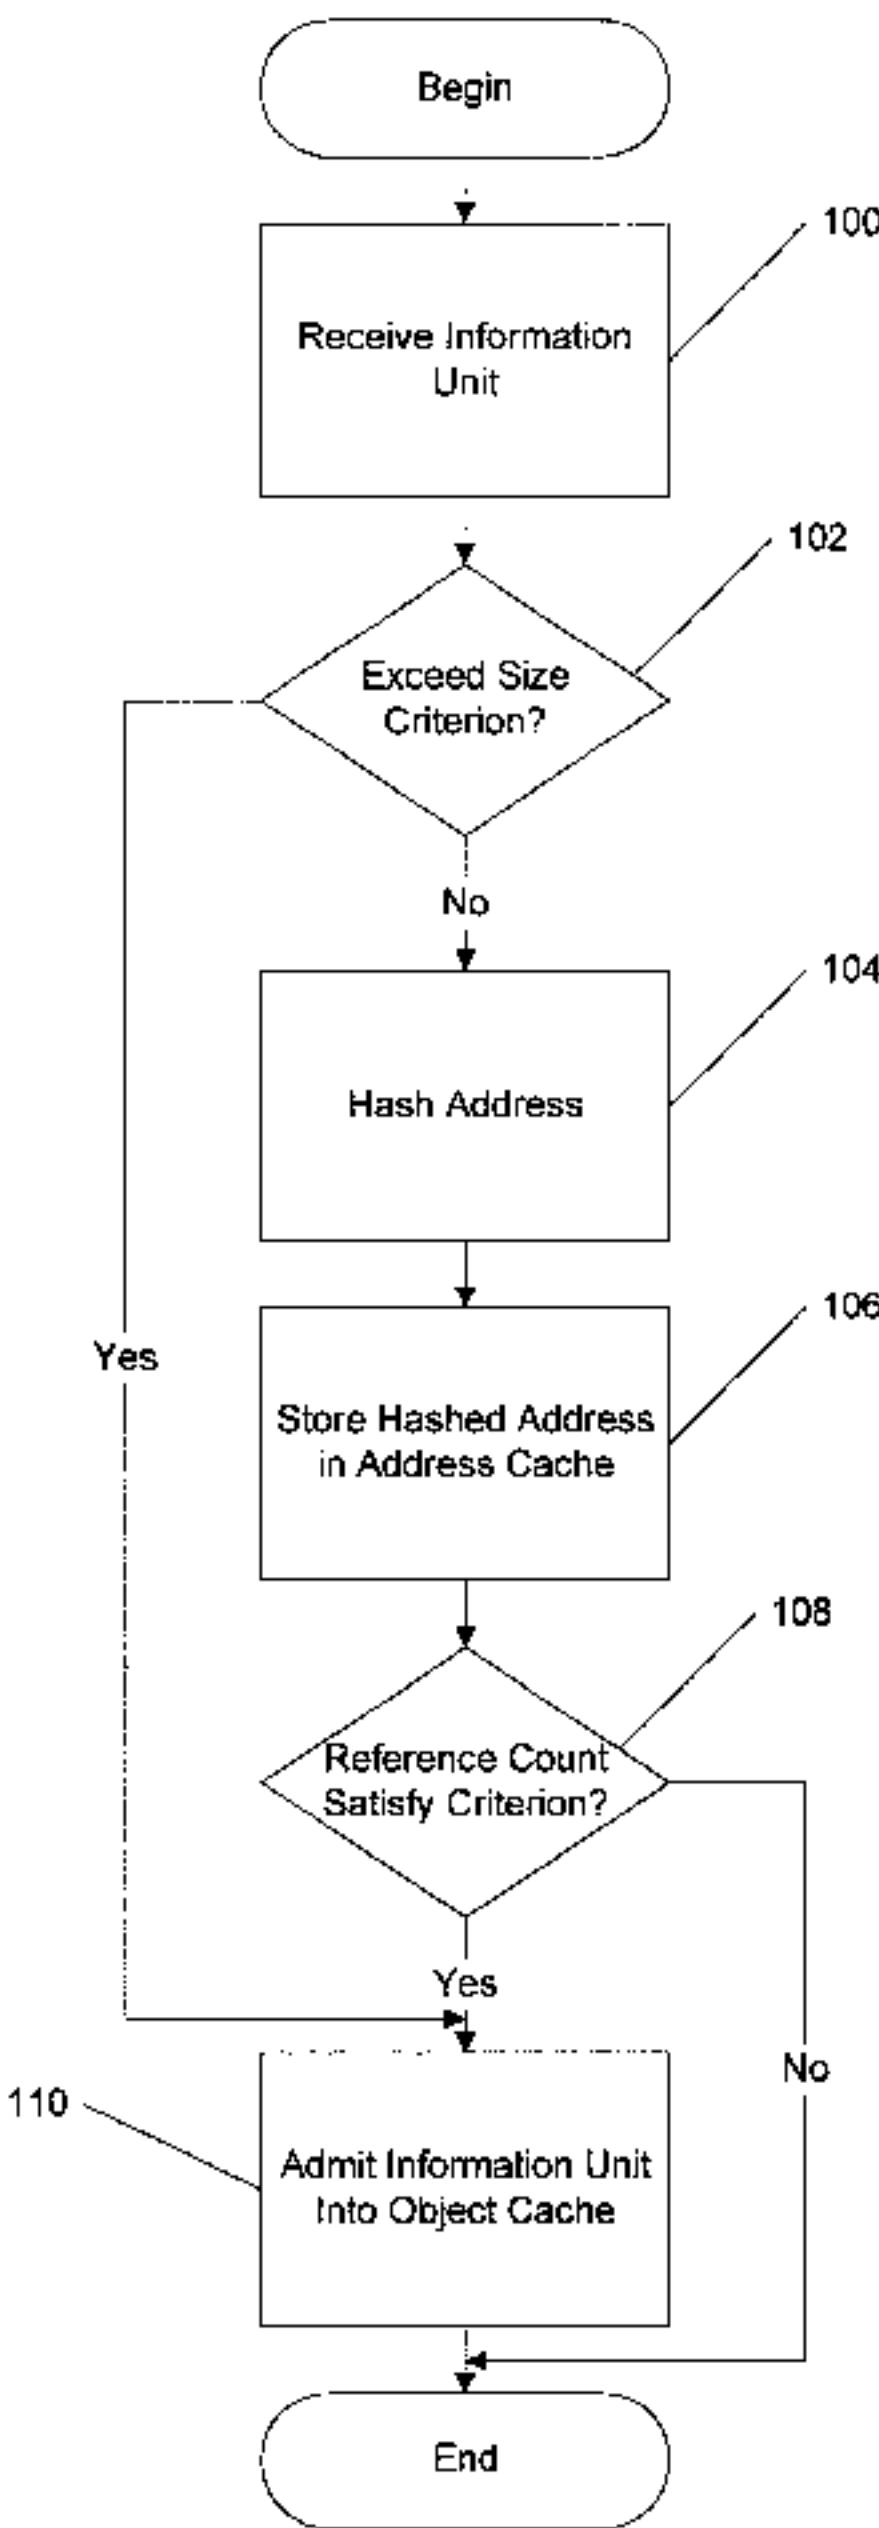 Begin
100
Receive Information
Unit
102
Exceed Size
Criterion?
No
104
Hash Address
106
Yes
Store Hashed Address
in Address Cache
108
Reference Count
Satisfy Criterion?
Yes
No
110
Admit Information Unit
Into Object Cache
End